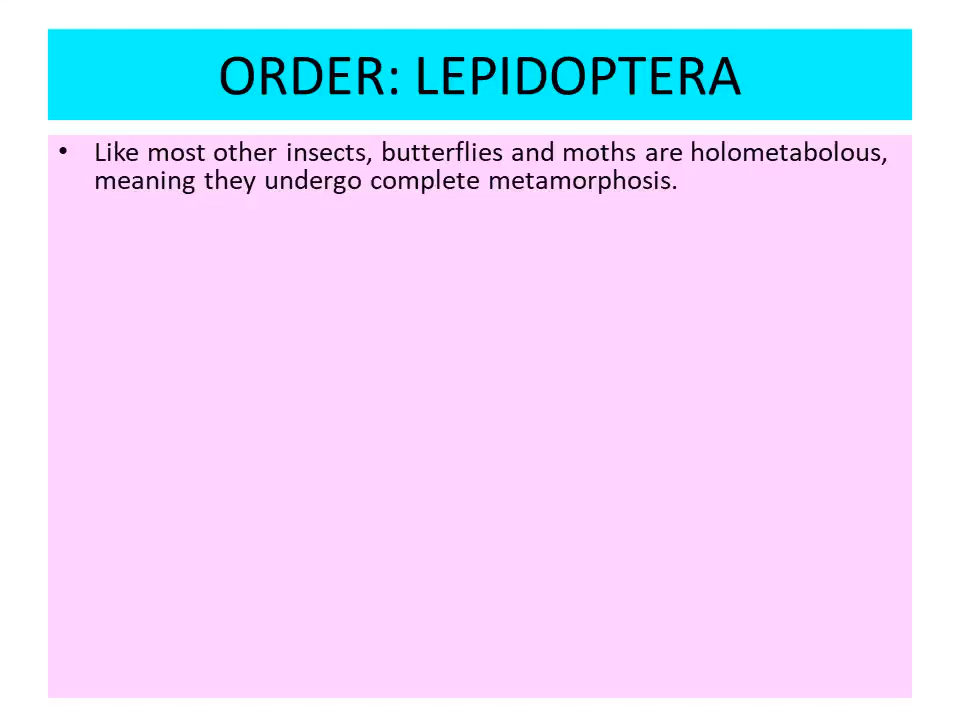 ORDER: LEPIDOPTERA
• Like most other insects, butterflies and moths are holometabolous,
meaning they undergo complete metamorphosis.